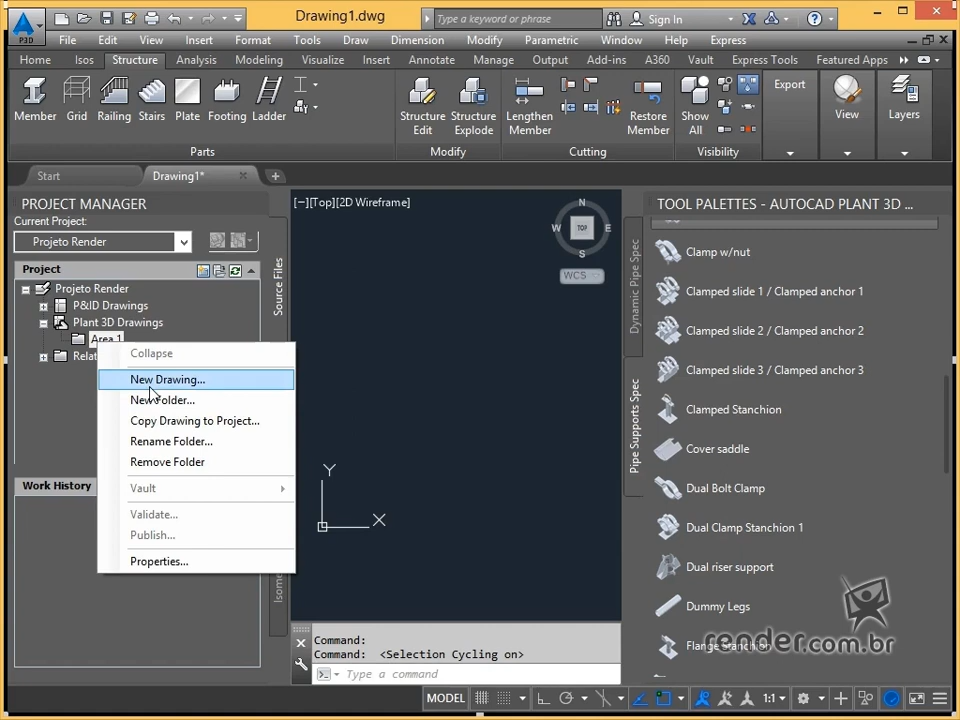 P3D
Drawing1.dwg
Type a keyword or phrase
Sign In
File Edit View Insert Format Tools Draw Dimension Modify Parametric Window Help Express
Home Isos Structure Analysis Modeling Visualize Insert Annotate Manage Output Add-ins A360 Vault Express Tools Featured Apps
Member Grid Railing Stairs Plate Footing Ladder
Structure Edit
Structure Explode
Lengthen Member
Restore Member
Show All
Export
View
Layers
Parts Modify Cutting Visibility
Start
Drawing1*
PROJECT MANAGER
Current Project:
Projeto Render
Project
Projeto Render
P&ID Drawings
Plant 3D Drawings
Area 1
Relat
Collapse
New Drawing...
New Folder...
Copy Drawing to Project...
Rename Folder...
Remove Folder
Vault
Validate...
Publish...
Properties...
Work History
Source Files
Isome
[−][Top][2D Wireframe]
N
W TOP E
S
WCS
Y
X
Command:
Command: <Selection Cycling on>
Type a command
TOOL PALETTES - AUTOCAD PLANT 3D ...
Dynamic Pipe Spec
Pipe Supports Spec
Clamp w/nut
Clamped slide 1 / Clamped anchor 1
Clamped slide 2 / Clamped anchor 2
Clamped slide 3 / Clamped anchor 3
Clamped Stanchion
Cover saddle
Dual Bolt Clamp
Dual Clamp Stanchion 1
Dual riser support
Dummy Legs
Flange Stanchion
render.com.br
MODEL
1:1